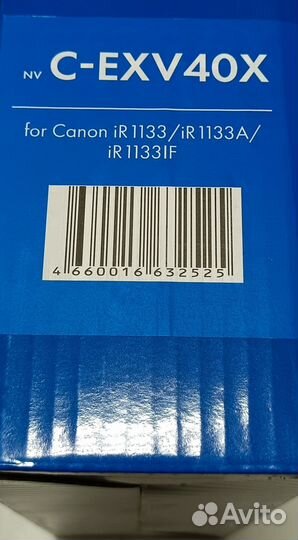 NV C-EXV40X
for Canon iR1133/iR1133A/
iR1133IF
4 660016 632525
Avito